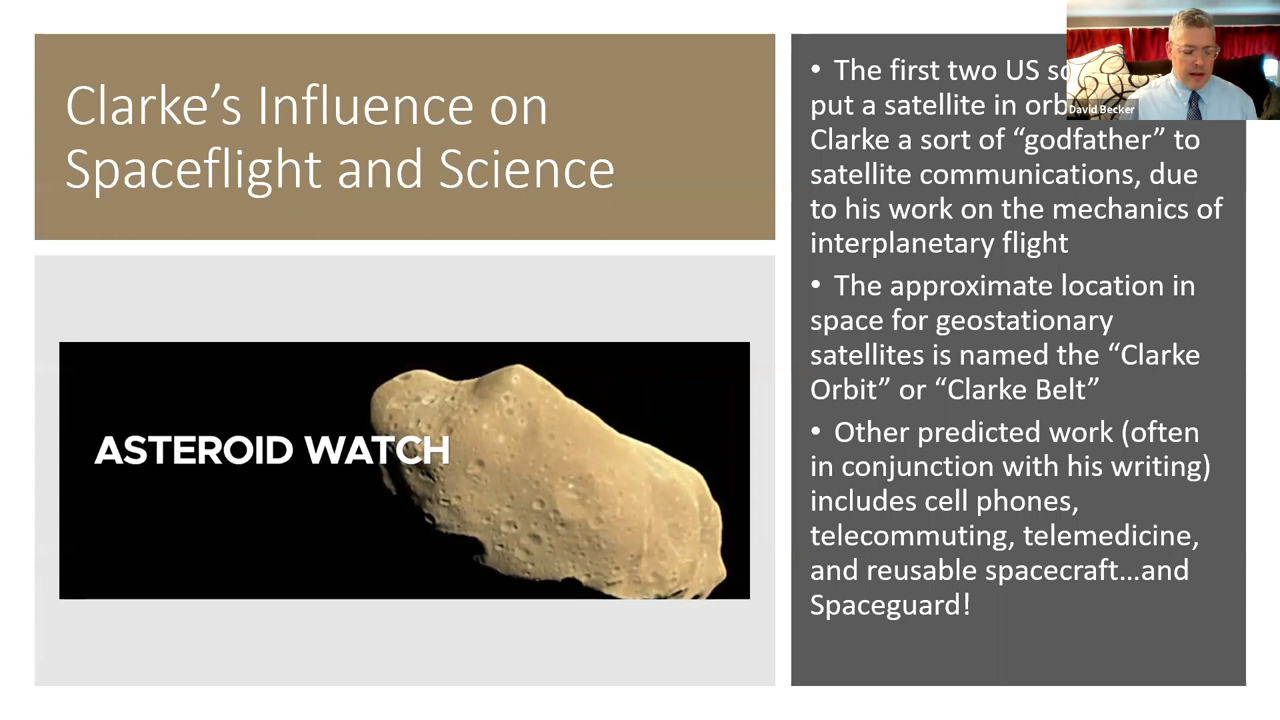 Clarke’s Influence on
Spaceflight and Science
ASTEROID WATCH
• The first two US
put a satellite in
Clarke a sort of “godfather” to
satellite communications, due
to his work on the mechanics of
interplanetary flight
• The approximate location in
space for geostationary
satellites is named the “Clarke
Orbit” or “Clarke Belt”
• Other predicted work (often
in conjunction with his writing)
includes cell phones,
telecommuting, telemedicine,
and reusable spacecraft…and
Spaceguard!
David Becker